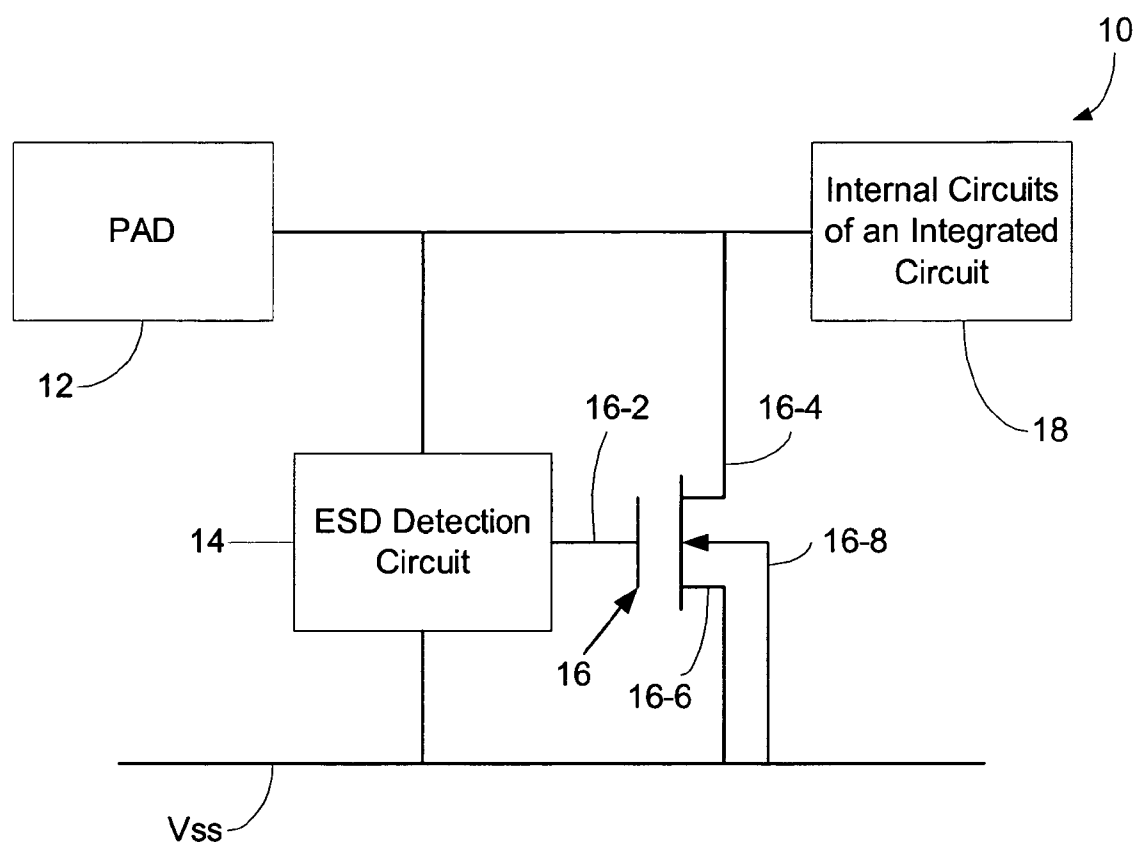 10
PAD
Internal Circuits
of an Integrated
Circuit
12
16-2
16-4
18
14
ESD Detection
Circuit
16-8
16
16-6
Vss